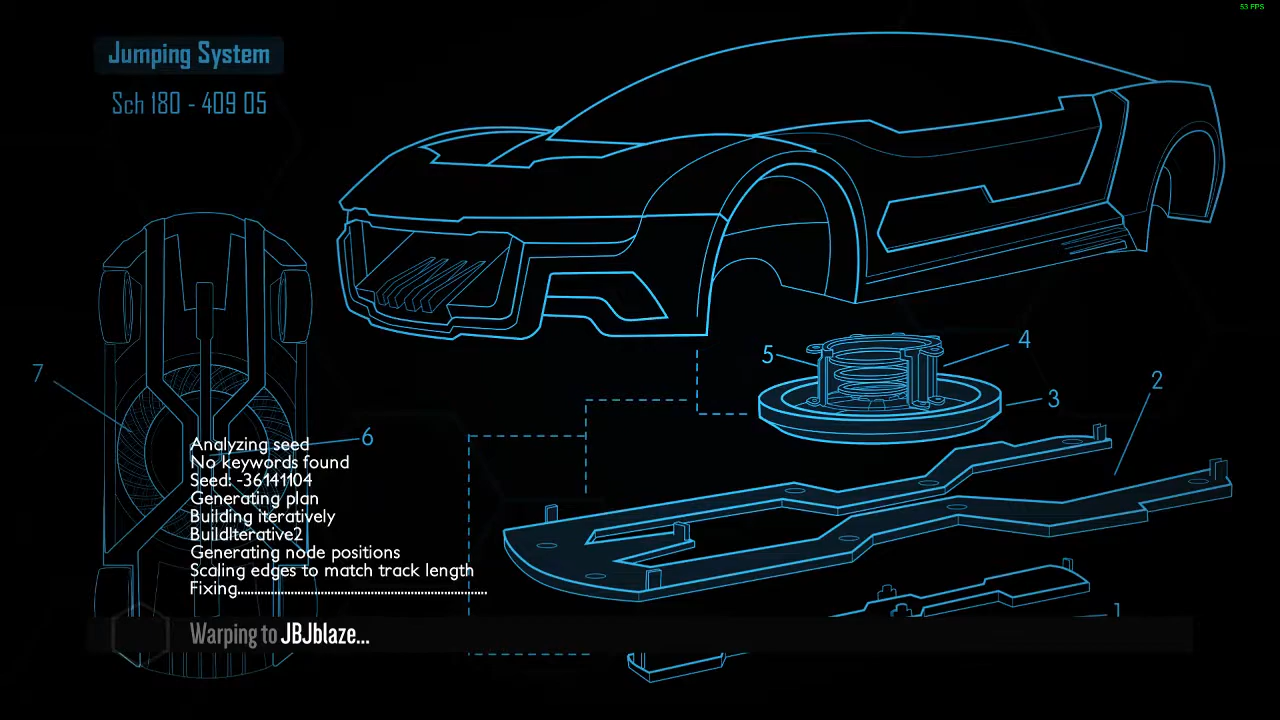 53 FPS
Jumping System
Sch 180 - 409 05
4
5
2
3
7
6
Analyzing seed
No keywords found
Seed: -36141104
Generating plan
Building iteratively
BuildIterative2
Generating node positions
Scaling edges to match track length
Fixing..........................................................................
1
Warping to JBJblaze...